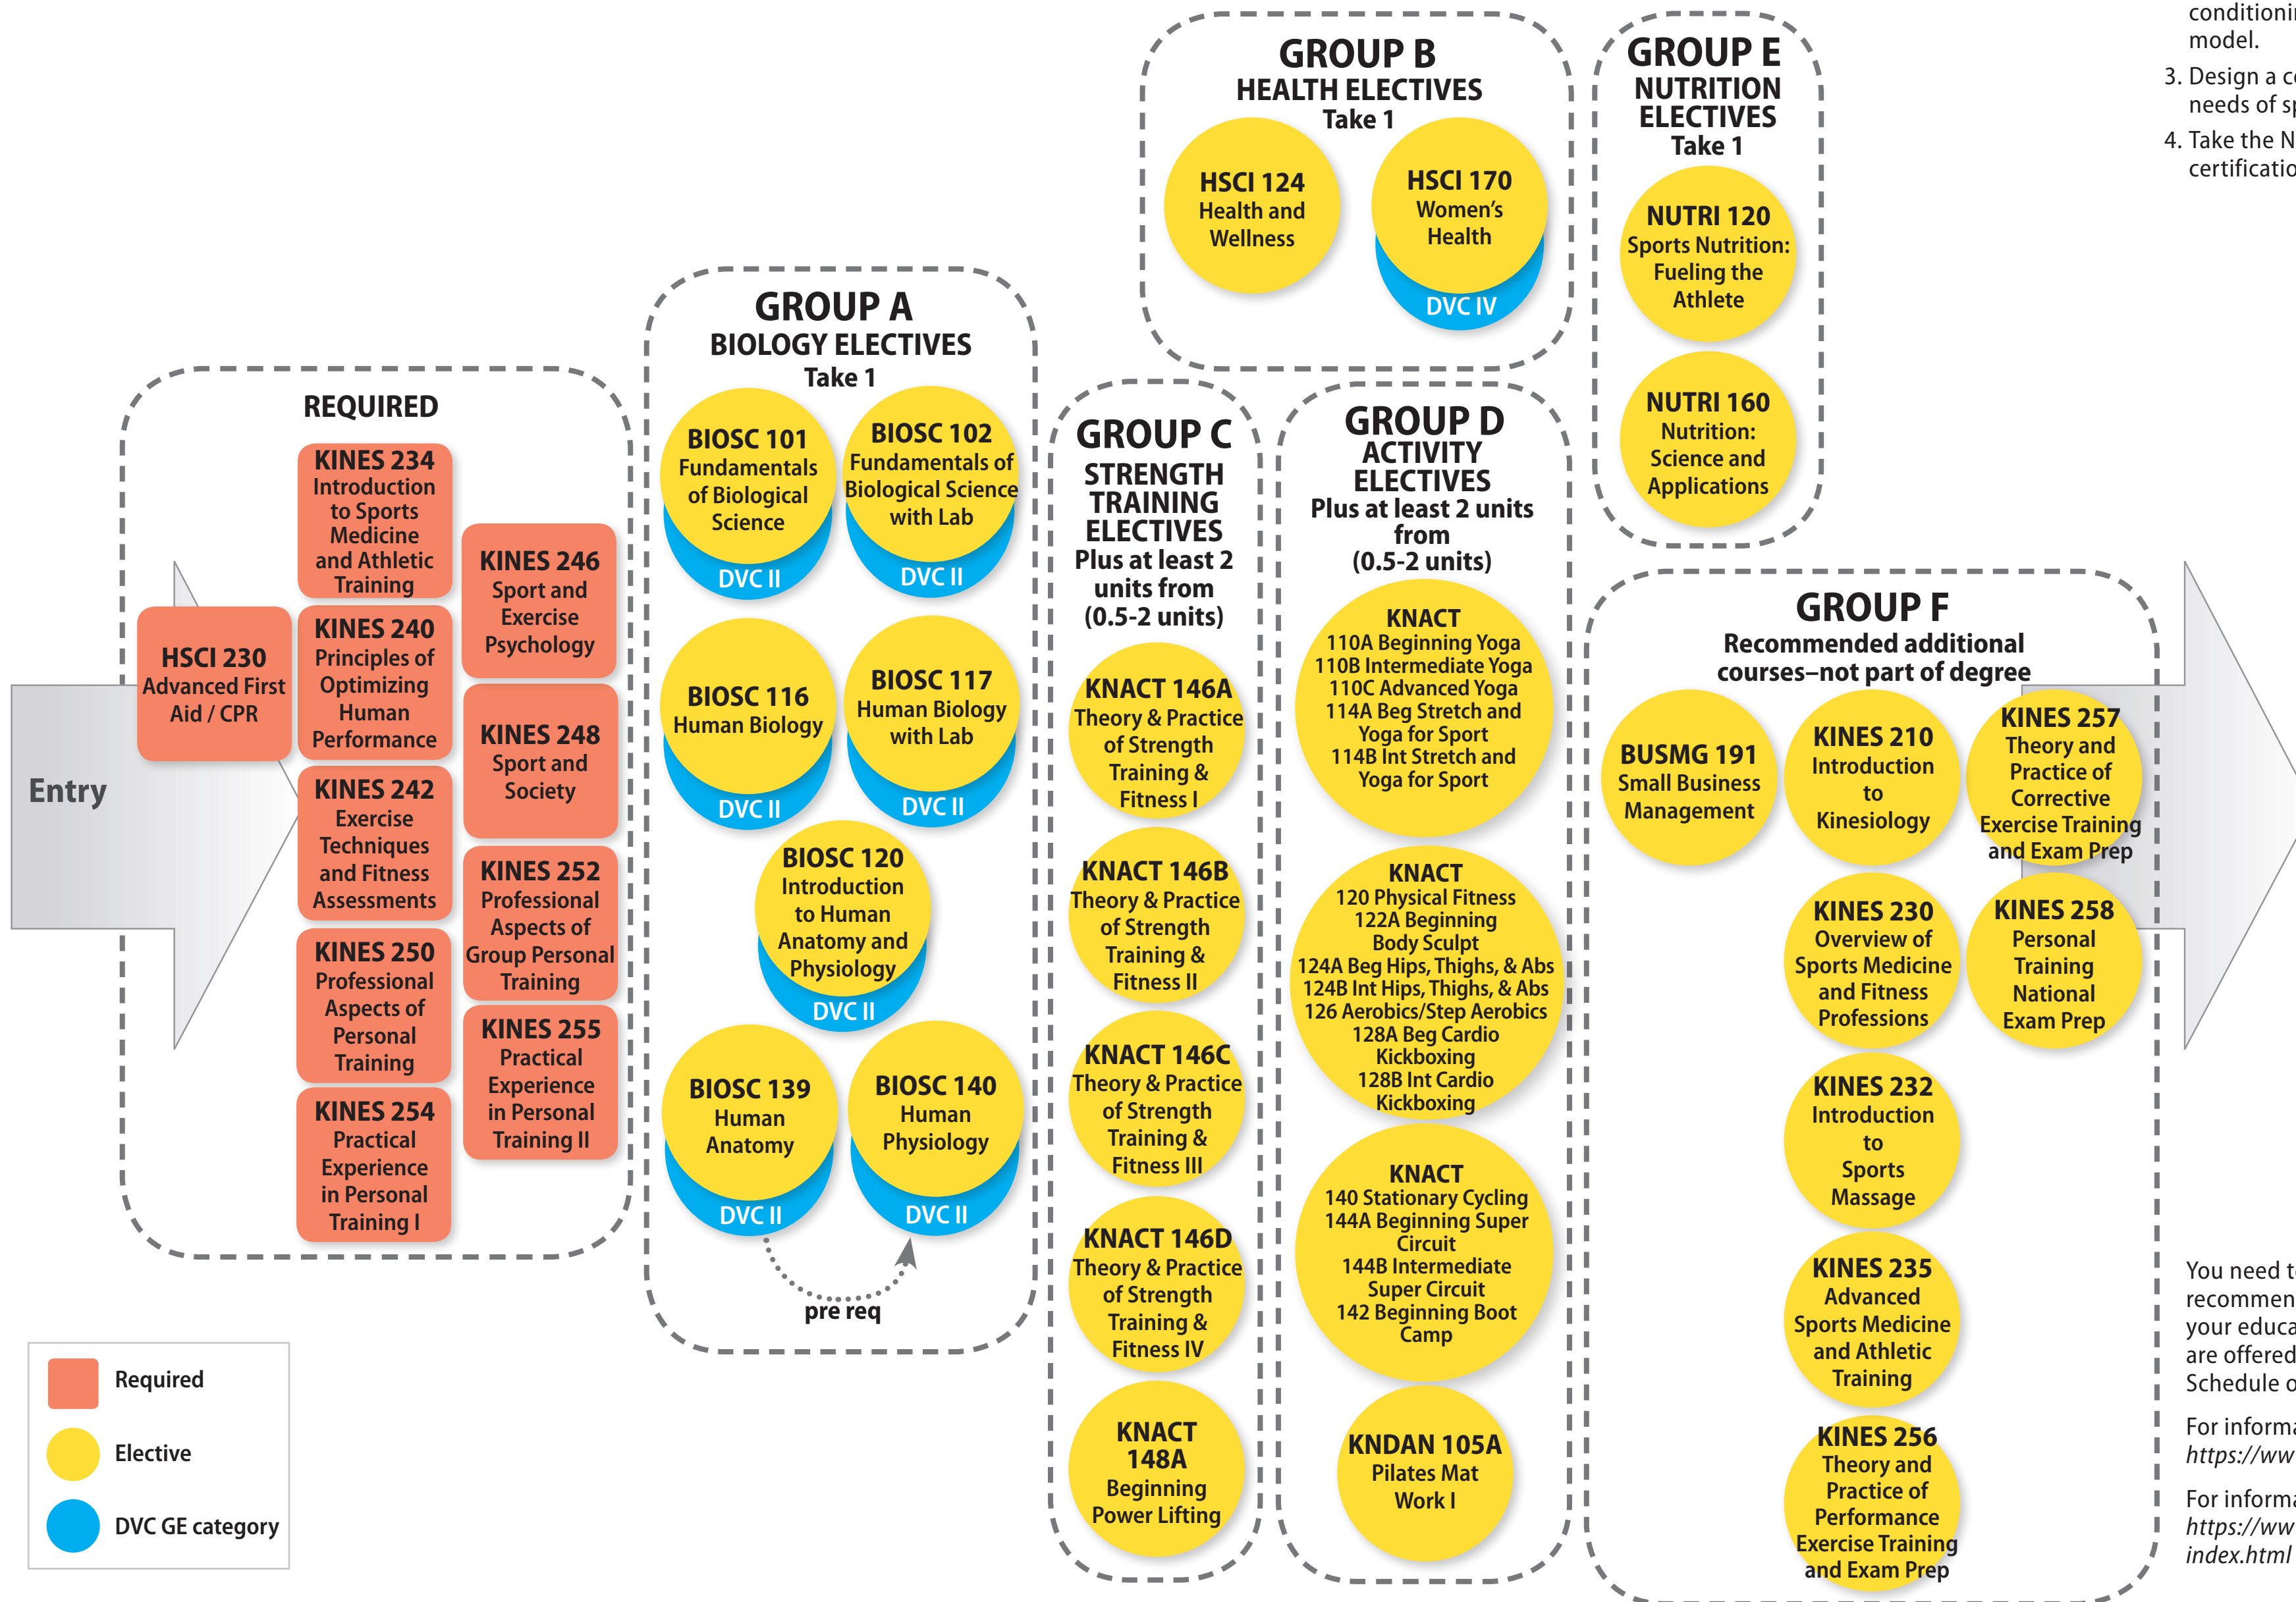 conditioni
model.
3. Design a c
needs of sp
4. Take the N
certificatio
GROUP B
HEALTH ELECTIVES
Take 1
HSCI 124
Health and
Wellness
HSCI 170
Women's
Health
DVC IV
GROUP E
NUTRITION
ELECTIVES
Take 1
NUTRI 120
Sports Nutrition:
Fueling the
Athlete
NUTRI 160
Nutrition:
Science and
Applications
Entry
REQUIRED
HSCI 230
Advanced First
Aid / CPR
KINES 234
Introduction
to Sports
Medicine
and Athletic
Training
KINES 240
Principles of
Optimizing
Human
Performance
KINES 242
Exercise
Techniques
and Fitness
Assessments
KINES 250
Professional
Aspects of
Personal
Training
KINES 254
Practical
Experience
in Personal
Training I
KINES 246
Sport and
Exercise
Psychology
KINES 248
Sport and
Society
KINES 252
Professional
Aspects of
Group Personal
Training
KINES 255
Practical
Experience
in Personal
Training II
GROUP A
BIOLOGY ELECTIVES
Take 1
BIOSC 101
Fundamentals
of Biological
Science
DVC II
BIOSC 102
Fundamentals of
Biological Science
with Lab
DVC II
BIOSC 116
Human Biology
DVC II
BIOSC 117
Human Biology
with Lab
DVC II
BIOSC 120
Introduction
to Human
Anatomy and
Physiology
DVC II
BIOSC 139
Human
Anatomy
DVC II
BIOSC 140
Human
Physiology
DVC II
pre req
GROUP C
STRENGTH
TRAINING
ELECTIVES
Plus at least 2
units from
(0.5-2 units)
KNACT 146A
Theory & Practice
of Strength
Training &
Fitness I
KNACT 146B
Theory & Practice
of Strength
Training &
Fitness II
KNACT 146C
Theory & Practice
of Strength
Training &
Fitness III
KNACT 146D
Theory & Practice
of Strength
Training &
Fitness IV
KNACT
148A
Beginning
Power Lifting
GROUP D
ACTIVITY
ELECTIVES
Plus at least 2 units
from
(0.5-2 units)
KNACT
110A Beginning Yoga
110B Intermediate Yoga
110C Advanced Yoga
114A Beg Stretch and
Yoga for Sport
114B Int Stretch and
Yoga for Sport
KNACT
120 Physical Fitness
122A Beginning
Body Sculpt
124A Beg Hips, Thighs, & Abs
124B Int Hips, Thighs, & Abs
126 Aerobics/Step Aerobics
128A Beg Cardio
Kickboxing
128B Int Cardio
Kickboxing
KNACT
140 Stationary Cycling
144A Beginning Super
Circuit
144B Intermediate
Super Circuit
142 Beginning Boot
Camp
KNDAN 105A
Pilates Mat
Work I
GROUP F
Recommended additional
courses–not part of degree
BUSMG 191
Small Business
Management
KINES 210
Introduction
to
Kinesiology
KINES 257
Theory and
Practice of
Corrective
Exercise Training
and Exam Prep
KINES 230
Overview of
Sports Medicine
and Fitness
Professions
KINES 258
Personal
Training
National
Exam Prep
KINES 232
Introduction
to
Sports
Massage
KINES 235
Advanced
Sports Medicine
and Athletic
Training
KINES 256
Theory and
Practice of
Performance
Exercise Training
and Exam Prep
Required
Elective
DVC GE category
You need t
recommen
your educa
are offered
Schedule o
For informa
https://ww
For informa
https://ww
index.html